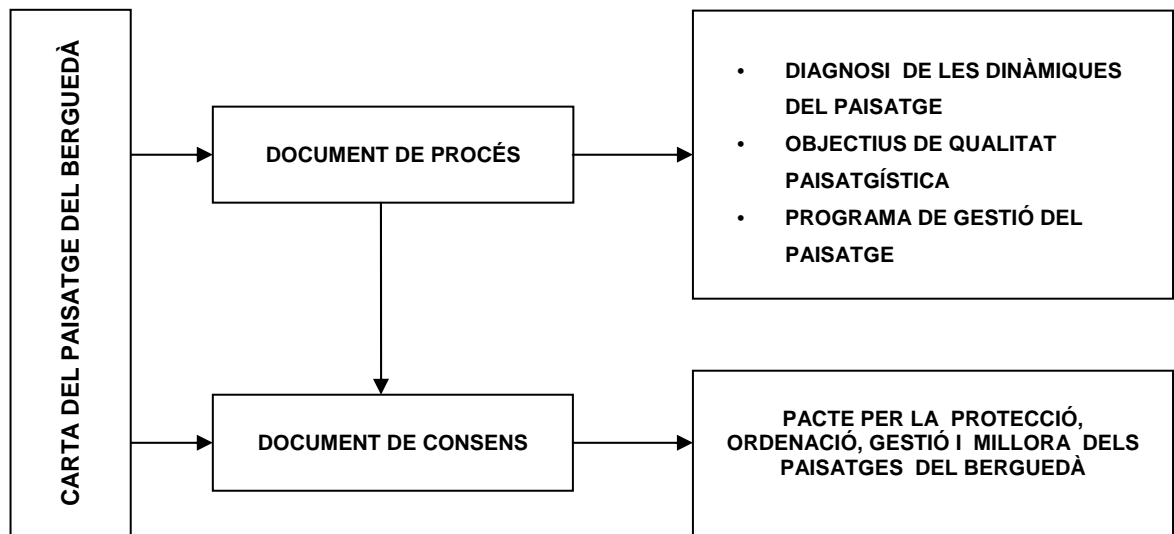 CARTA DEL PAISATGE DEL BERGUEDÀ
DOCUMENT DE PROCÉS
• DIAGNOSI DE LES DINÀMIQUES
DEL PAISATGE
• OBJECTIUS DE QUALITAT
PAISATGÍSTICA
• PROGRAMA DE GESTIÓ DEL
PAISATGE
DOCUMENT DE CONSENS
PACTE PER LA PROTECCIÓ,
ORDENACIÓ, GESTIÓ I MILLORA DELS
PAISATGES DEL BERGUEDÀ